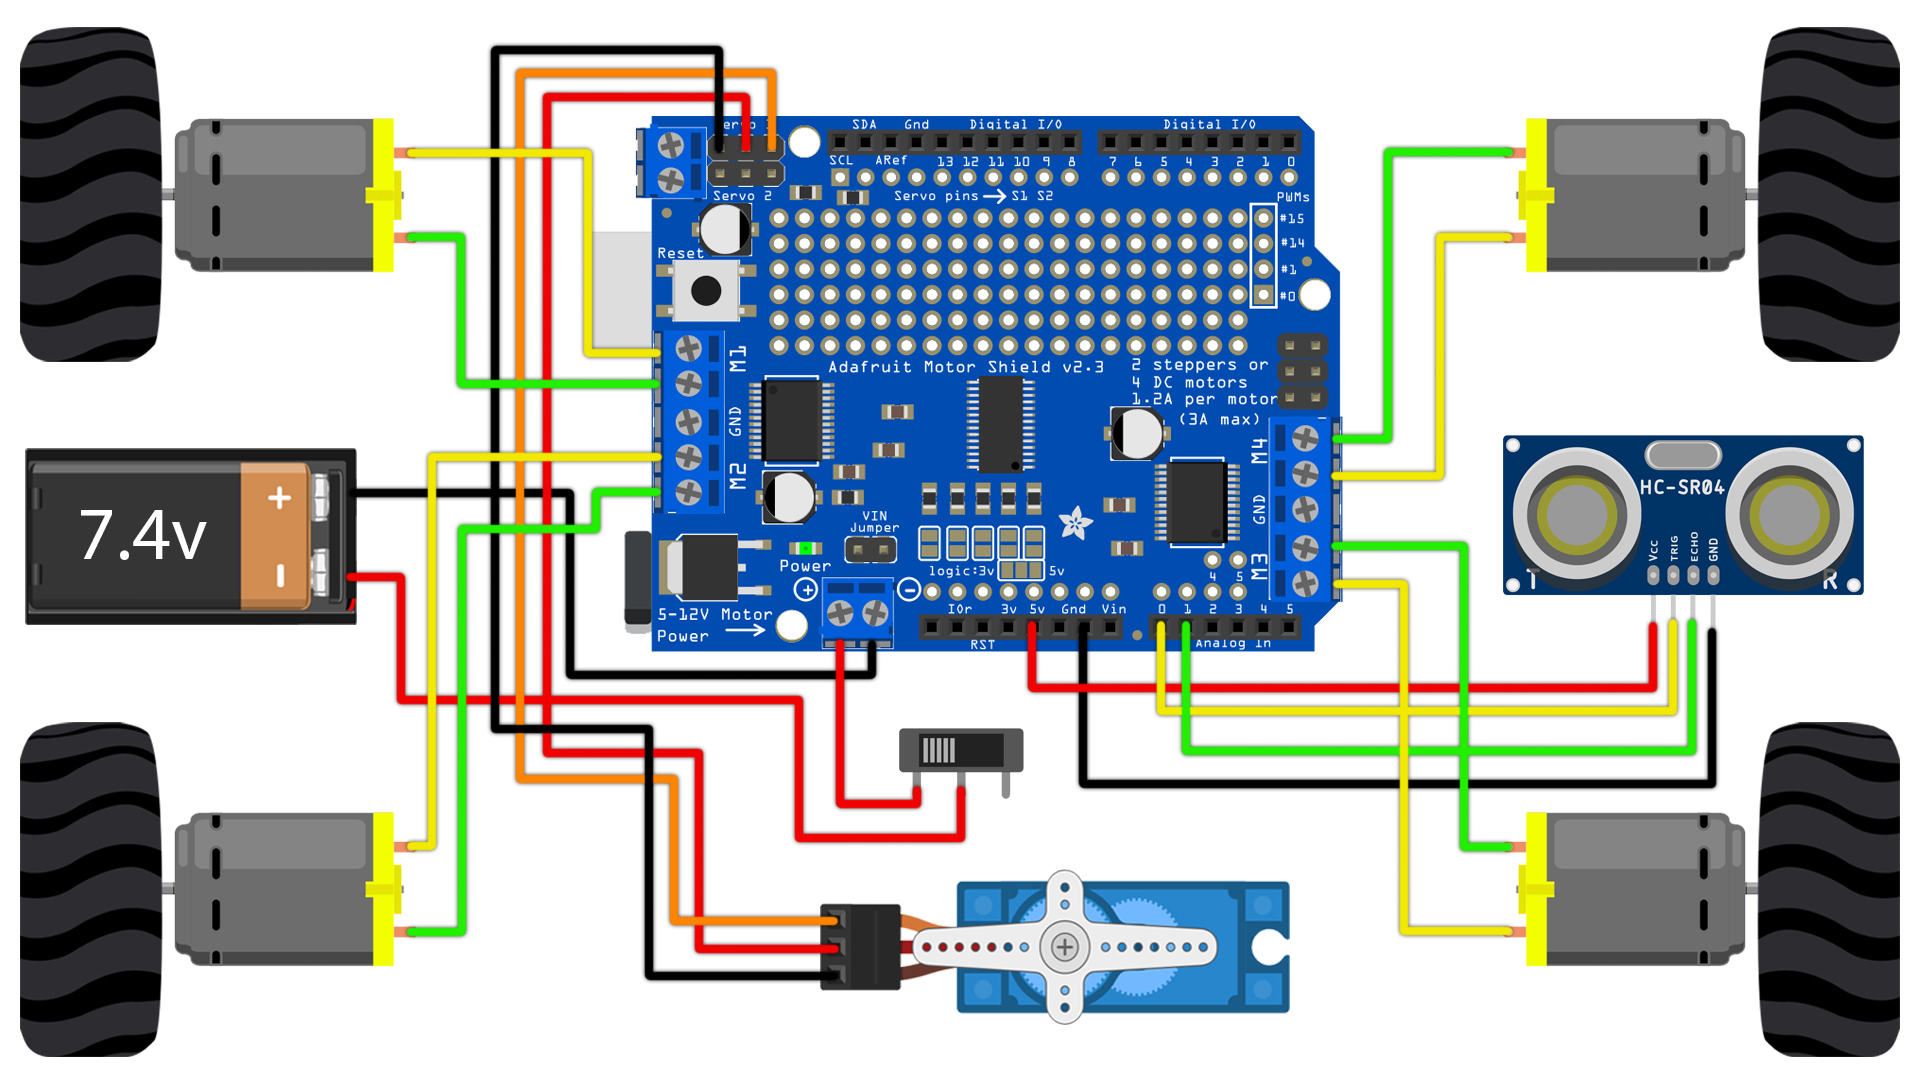 Servo 1
SDA Gnd Digital I/O Digital I/O
SCL ARef 13 12 11 10 9 8 7 6 5 4 3 2 1 0
Servo 2
Servo pins → S1 S2
PWMs
#15
#14
#1
#0
Reset
M1
GND
M2
Adafruit Motor Shield v2.3
2 steppers or
4 DC motors
1.2A per motor
(3A max)
M4
GND
M3
7.4v
+
-
VIN
Jumper
Power
+
-
5-12V Motor
Power →
logic:3v 5v
4 5
IOr 3v 5v Gnd Vin 0 1 2 3 4 5
RST Analog In
HC-SR04
Vcc
TRIG
ECHO
GND
T
R